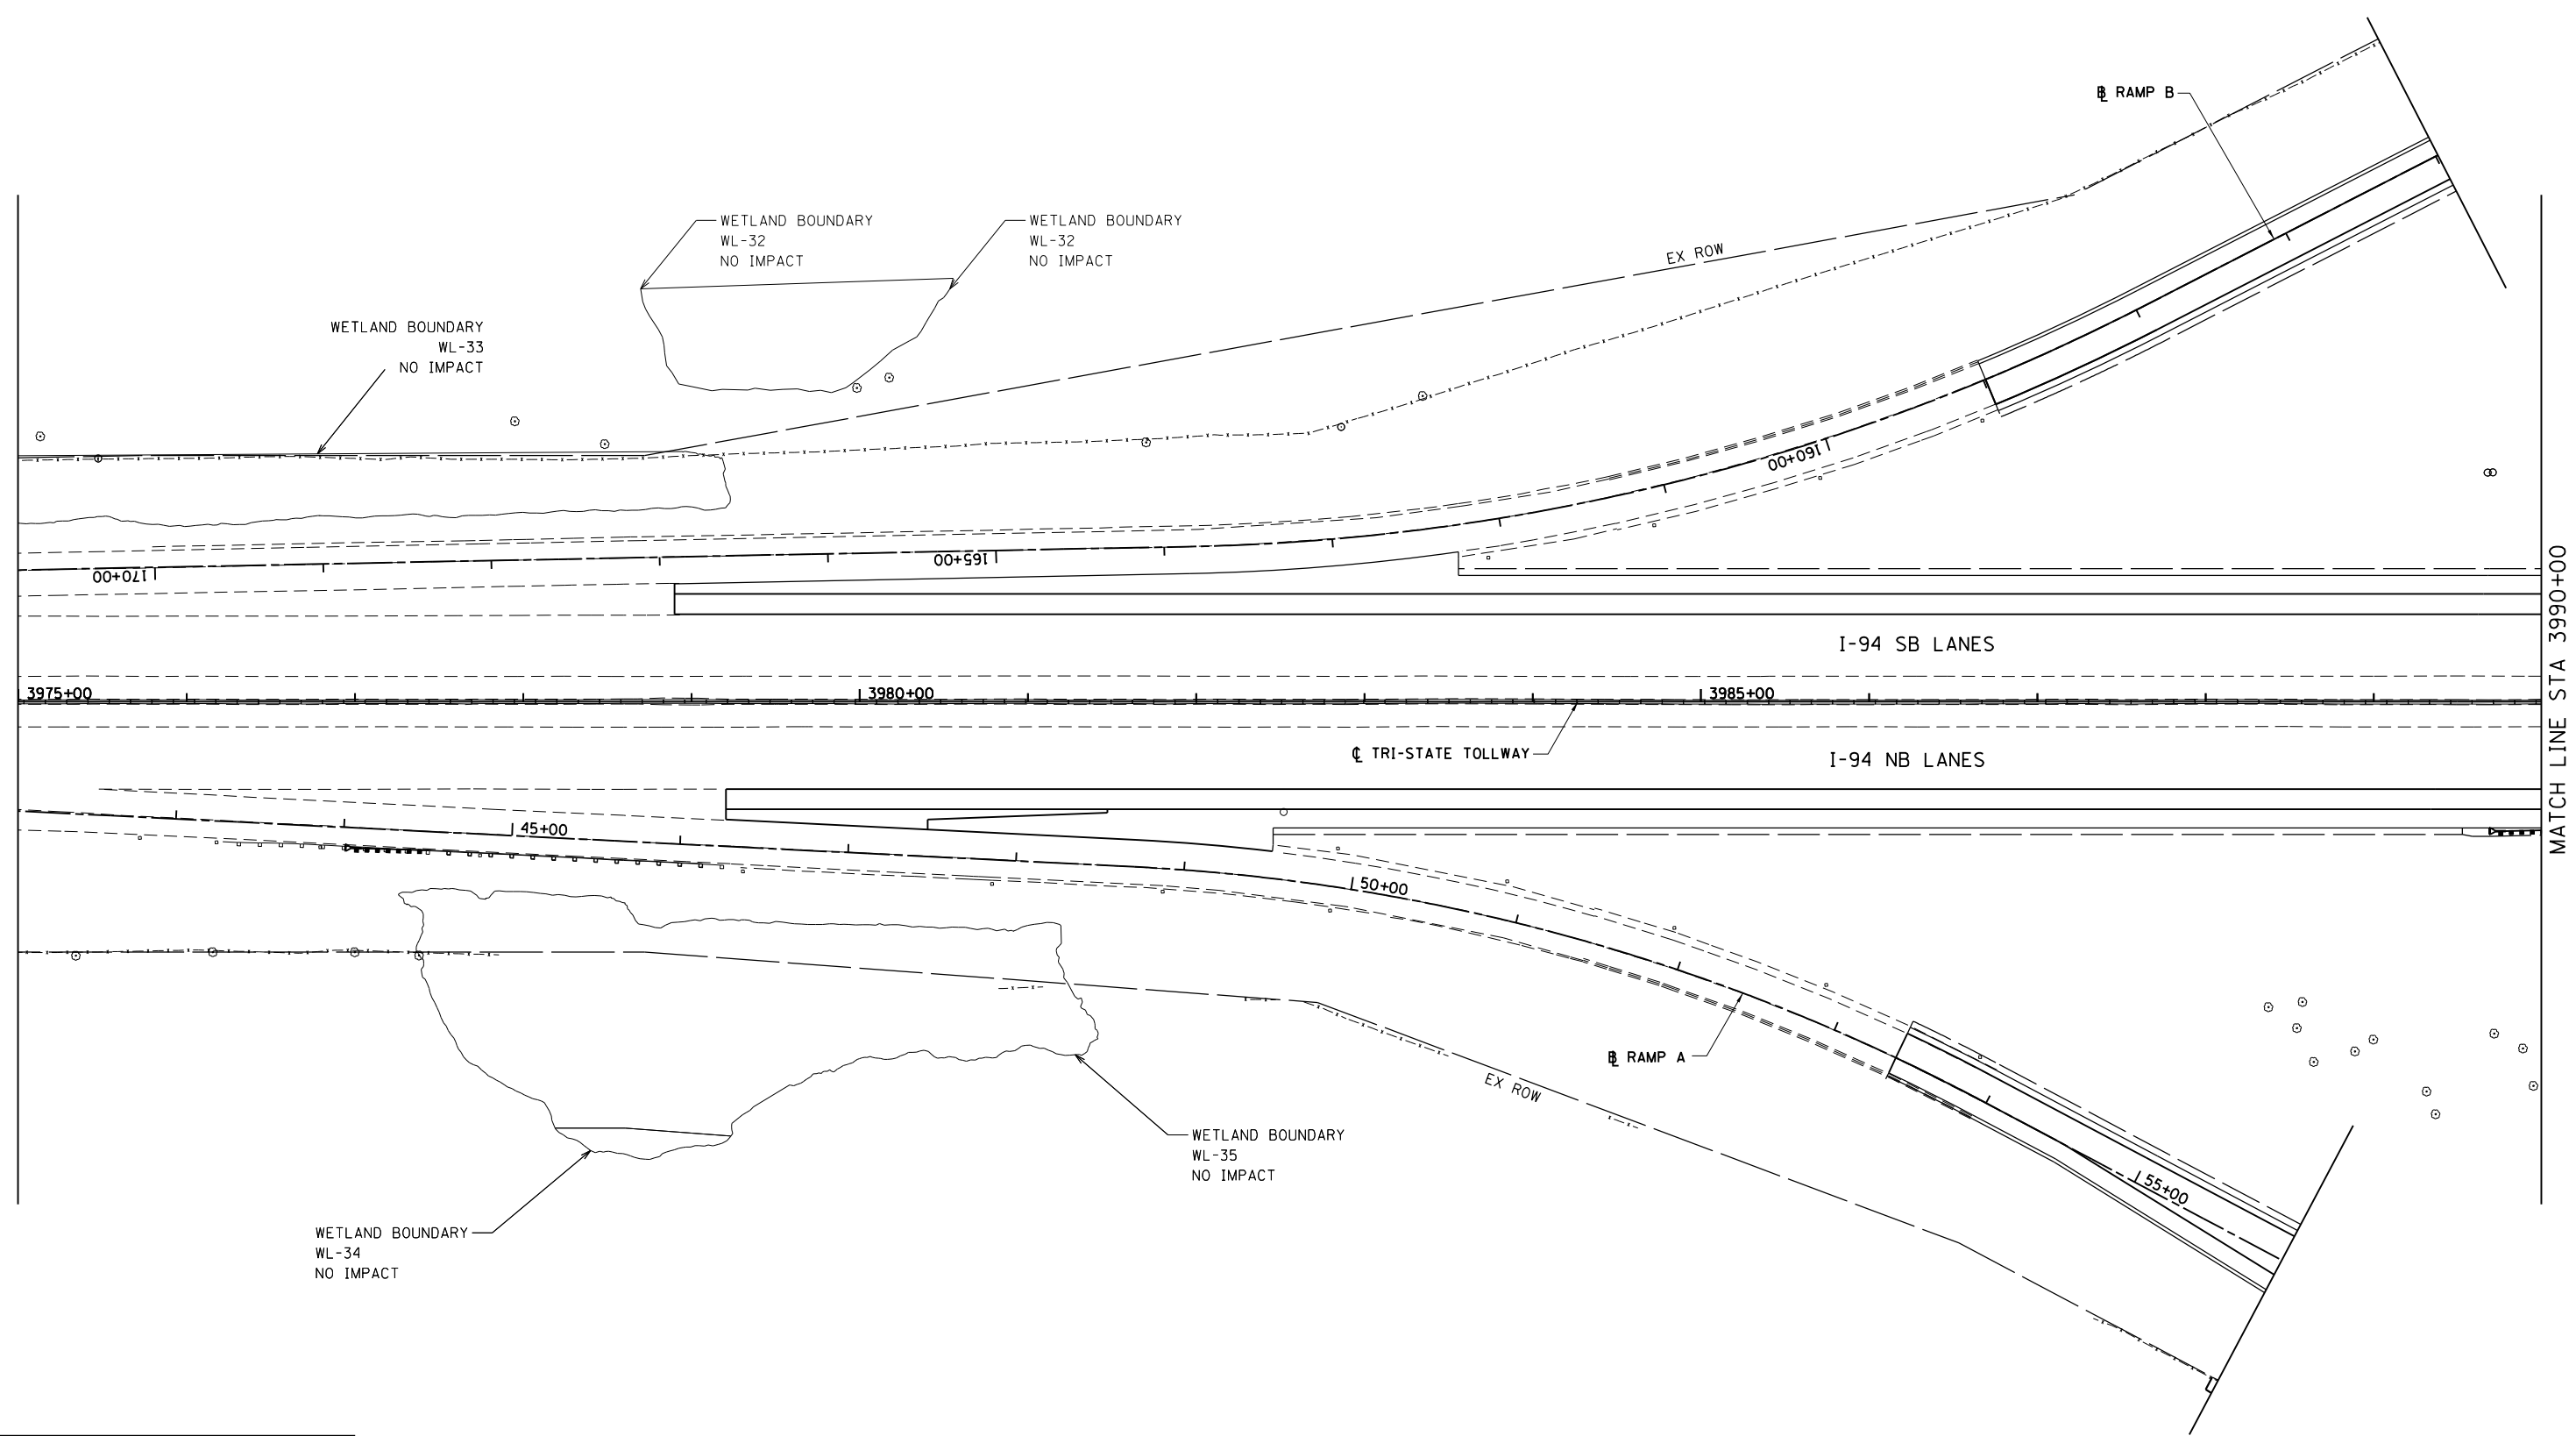 ℄ RAMP B
WETLAND BOUNDARY
WL-32
NO IMPACT
WETLAND BOUNDARY
WL-32
NO IMPACT
EX ROW
WETLAND BOUNDARY
WL-33
NO IMPACT
160+00
165+00
170+00
I-94 SB LANES
MATCH LINE STA 3990+00
3975+00
3980+00
3985+00
℄ TRI-STATE TOLLWAY
I-94 NB LANES
45+00
50+00
℄ RAMP A
EX ROW
WETLAND BOUNDARY
WL-35
NO IMPACT
55+00
WETLAND BOUNDARY
WL-34
NO IMPACT